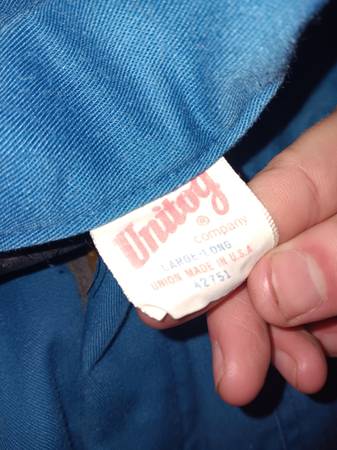 Unitog
®
company
LARGE-LONG
UNION MADE IN U.S.A
42751